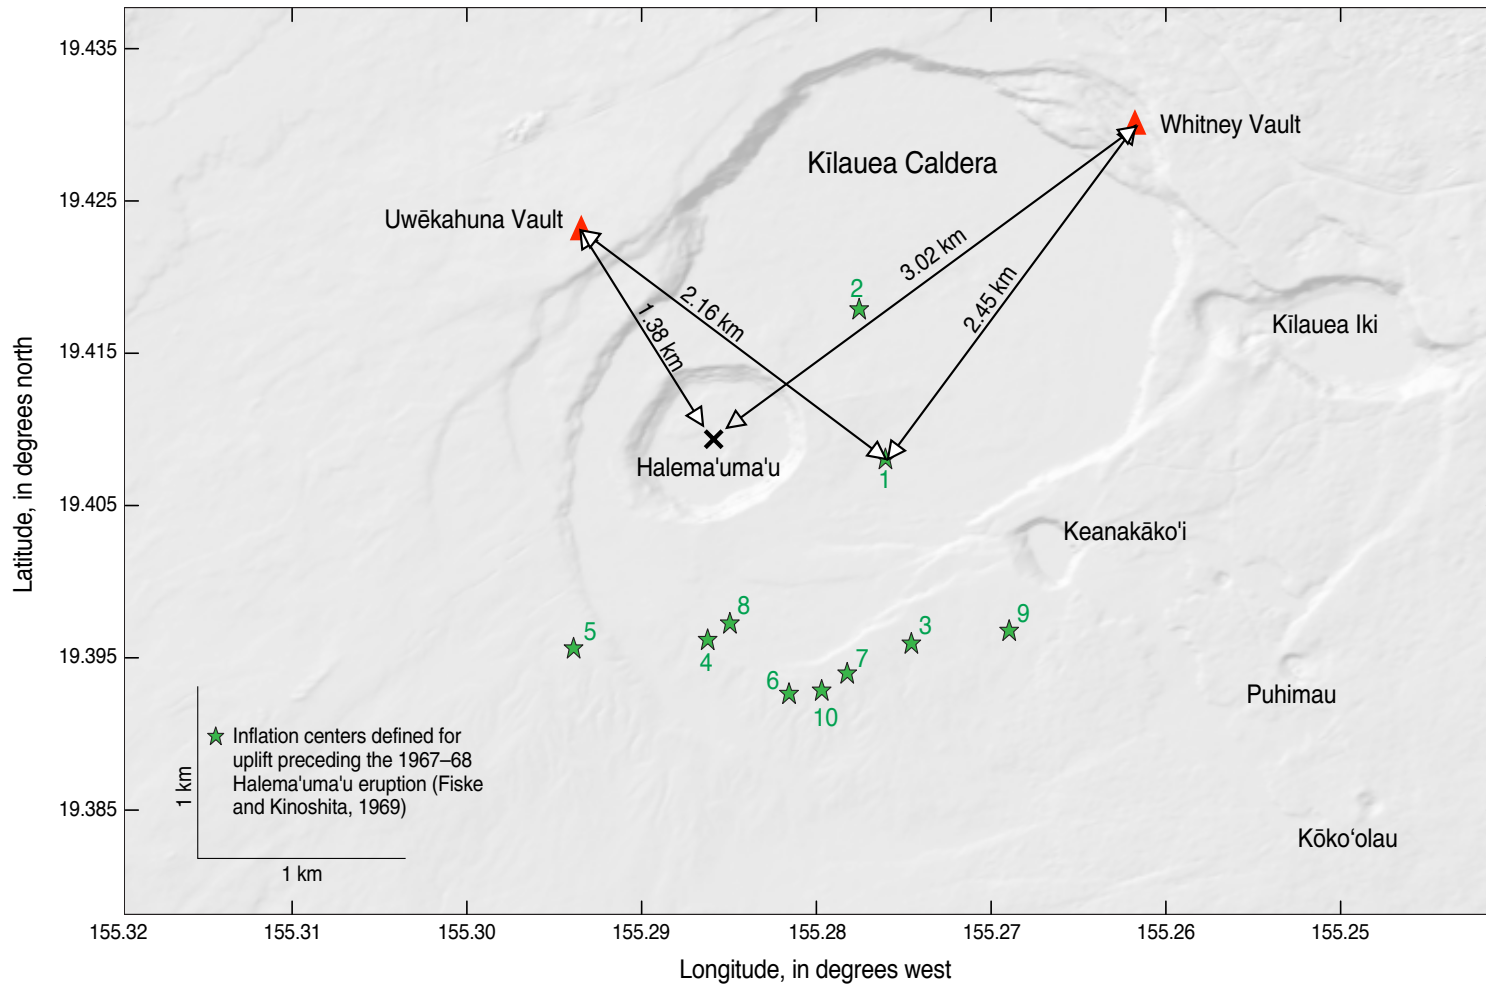 19.435
19.425
19.415
19.405
19.395
19.385
Latitude, in degrees north
155.32
155.31
155.30
155.29
155.28
155.27
155.26
155.25
Longitude, in degrees west
Whitney Vault
Kīlauea Caldera
Uwēkahuna Vault
3.02 km
2.45 km
2.16 km
1.38 km
2
Kīlauea Iki
Halema'uma'u
1
Keanakāko'i
8
9
5
3
4
7
6
10
Puhimau
Kōko‘olau
Inflation centers defined for
uplift preceding the 1967–68
Halema'uma'u eruption (Fiske
and Kinoshita, 1969)
1 km
1 km